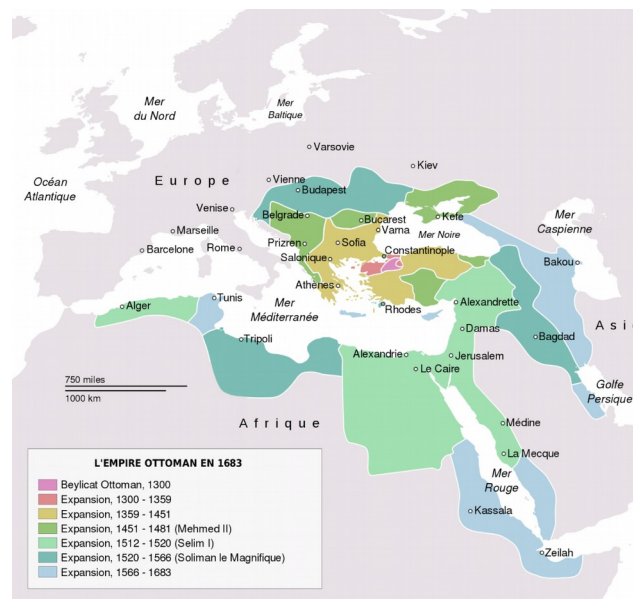 Mer
du Nord
Mer
Baltique
Varsovie
Kiev
Océan
Atlantique
Europe
Vienne
Budapest
Venise
Belgrade
Bucarest
Kefe
Mer
Caspienne
Marseille
Varna
Mer Noire
Barcelone
Rome
Prizren
Sofia
Constantinople
Bakou
Salonique
Athènes
Alger
Tunis
Mer
Méditerranée
Rhodes
Alexandrette
Asi
Damas
Bagdad
Tripoli
Alexandrie
Jerusalem
Le Caire
750 miles
1000 km
Golfe
Persique
Afrique
Médine
La Mecque
Mer
Rouge
Kassala
Zeilah
L'EMPIRE OTTOMAN EN 1683
Beylicat Ottoman, 1300
Expansion, 1300 - 1359
Expansion, 1359 - 1451
Expansion, 1451 - 1481 (Mehmed II)
Expansion, 1512 - 1520 (Selim I)
Expansion, 1520 - 1566 (Soliman le Magnifique)
Expansion, 1566 - 1683